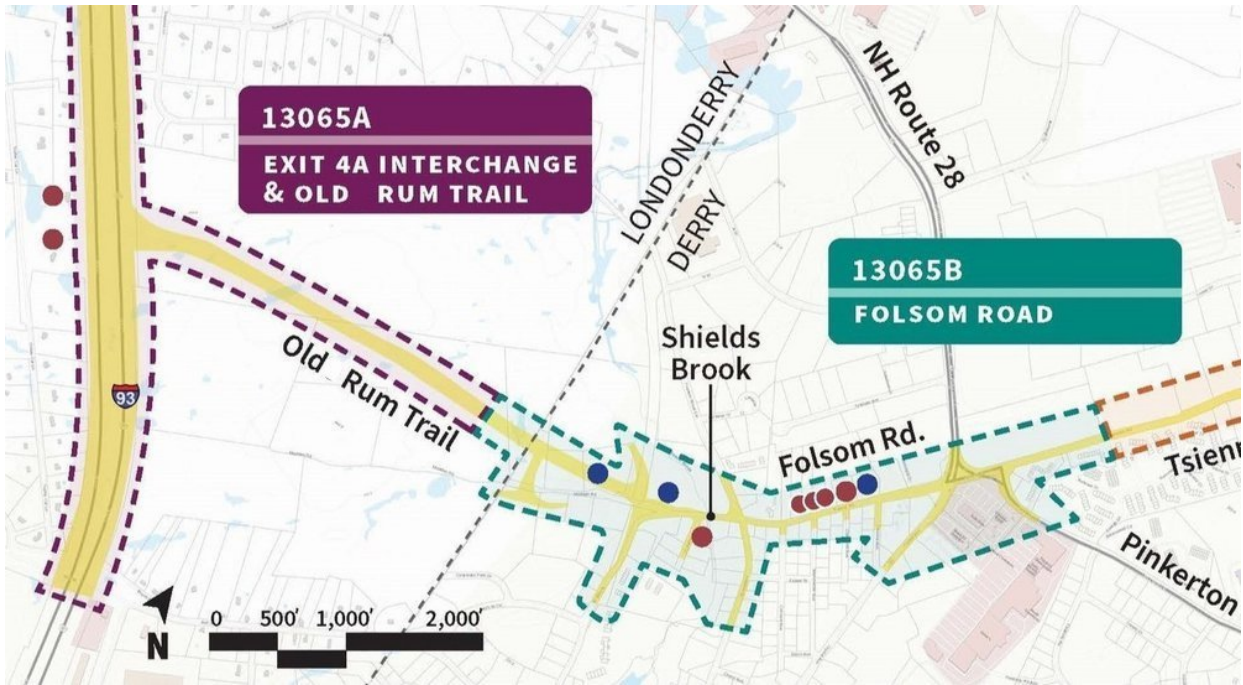 13065A
EXIT 4A INTERCHANGE
& OLD RUM TRAIL
LONDONDERRY
DERRY
NH Route 28
13065B
FOLSOM ROAD
Shields
Brook
Old Rum Trail
93
Folsom Rd.
Tsienn
Pinkerton
0 500' 1,000' 2,000'
N